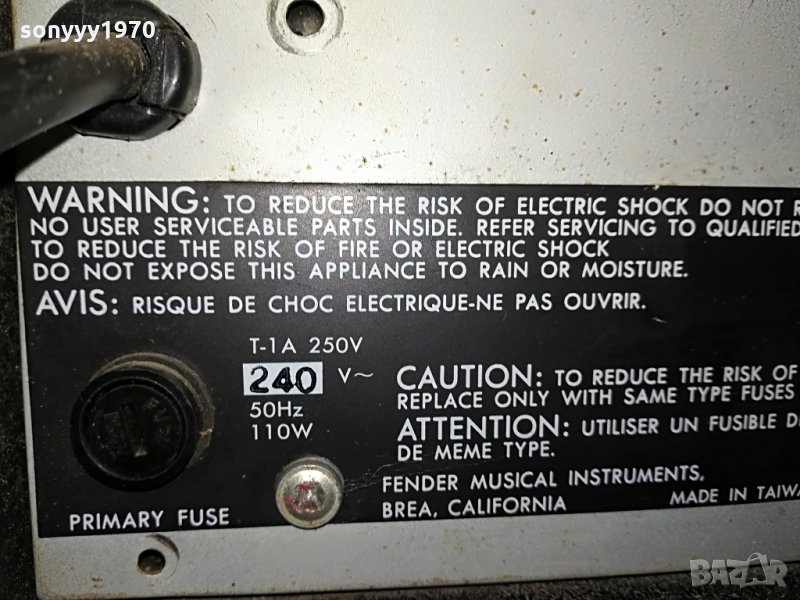 sonyyy1970
WARNING: TO REDUCE THE RISK OF ELECTRIC SHOCK DO NOT
NO USER SERVICEABLE PARTS INSIDE. REFER SERVICING TO QUALIFIED
TO REDUCE THE RISK OF FIRE OR ELECTRIC SHOCK
DO NOT EXPOSE THIS APPLIANCE TO RAIN OR MOISTURE.
AVIS: RISQUE DE CHOC ELECTRIQUE-NE PAS OUVRIR.
T-1A 250V
240 V~
50Hz
110W
PRIMARY FUSE
CAUTION: TO REDUCE THE RISK OF
REPLACE ONLY WITH SAME TYPE FUSES
ATTENTION: UTILISER UN FUSIBLE
DE MEME TYPE.
FENDER MUSICAL INSTRUMENTS,
BREA, CALIFORNIA MADE IN TAIWA
BAZAR